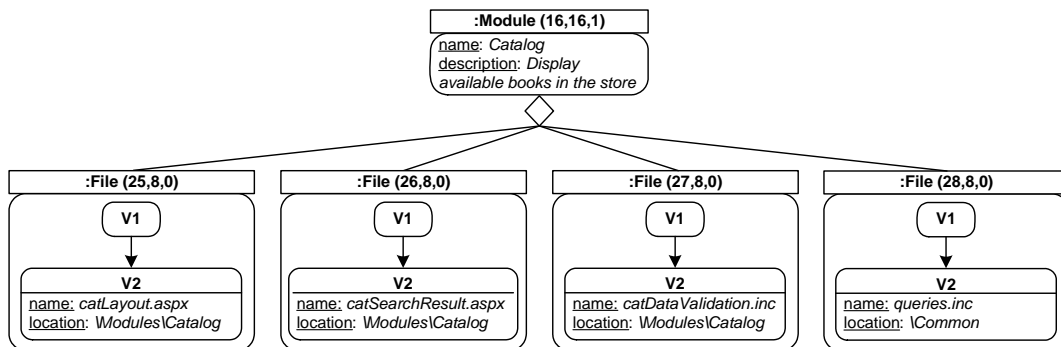 :Module (16,16,1)
name: Catalog
description: Display
available books in the store
:File (25,8,0)
:File (26,8,0)
:File (27,8,0)
:File (28,8,0)
V1
V1
V1
V1
V2
V2
V2
V2
name: catLayout.aspx
location: \Modules\Catalog
name: catSearchResult.aspx
location: \Modules\Catalog
name: catDataValidation.inc
location: \Modules\Catalog
name: queries.inc
location: \Common